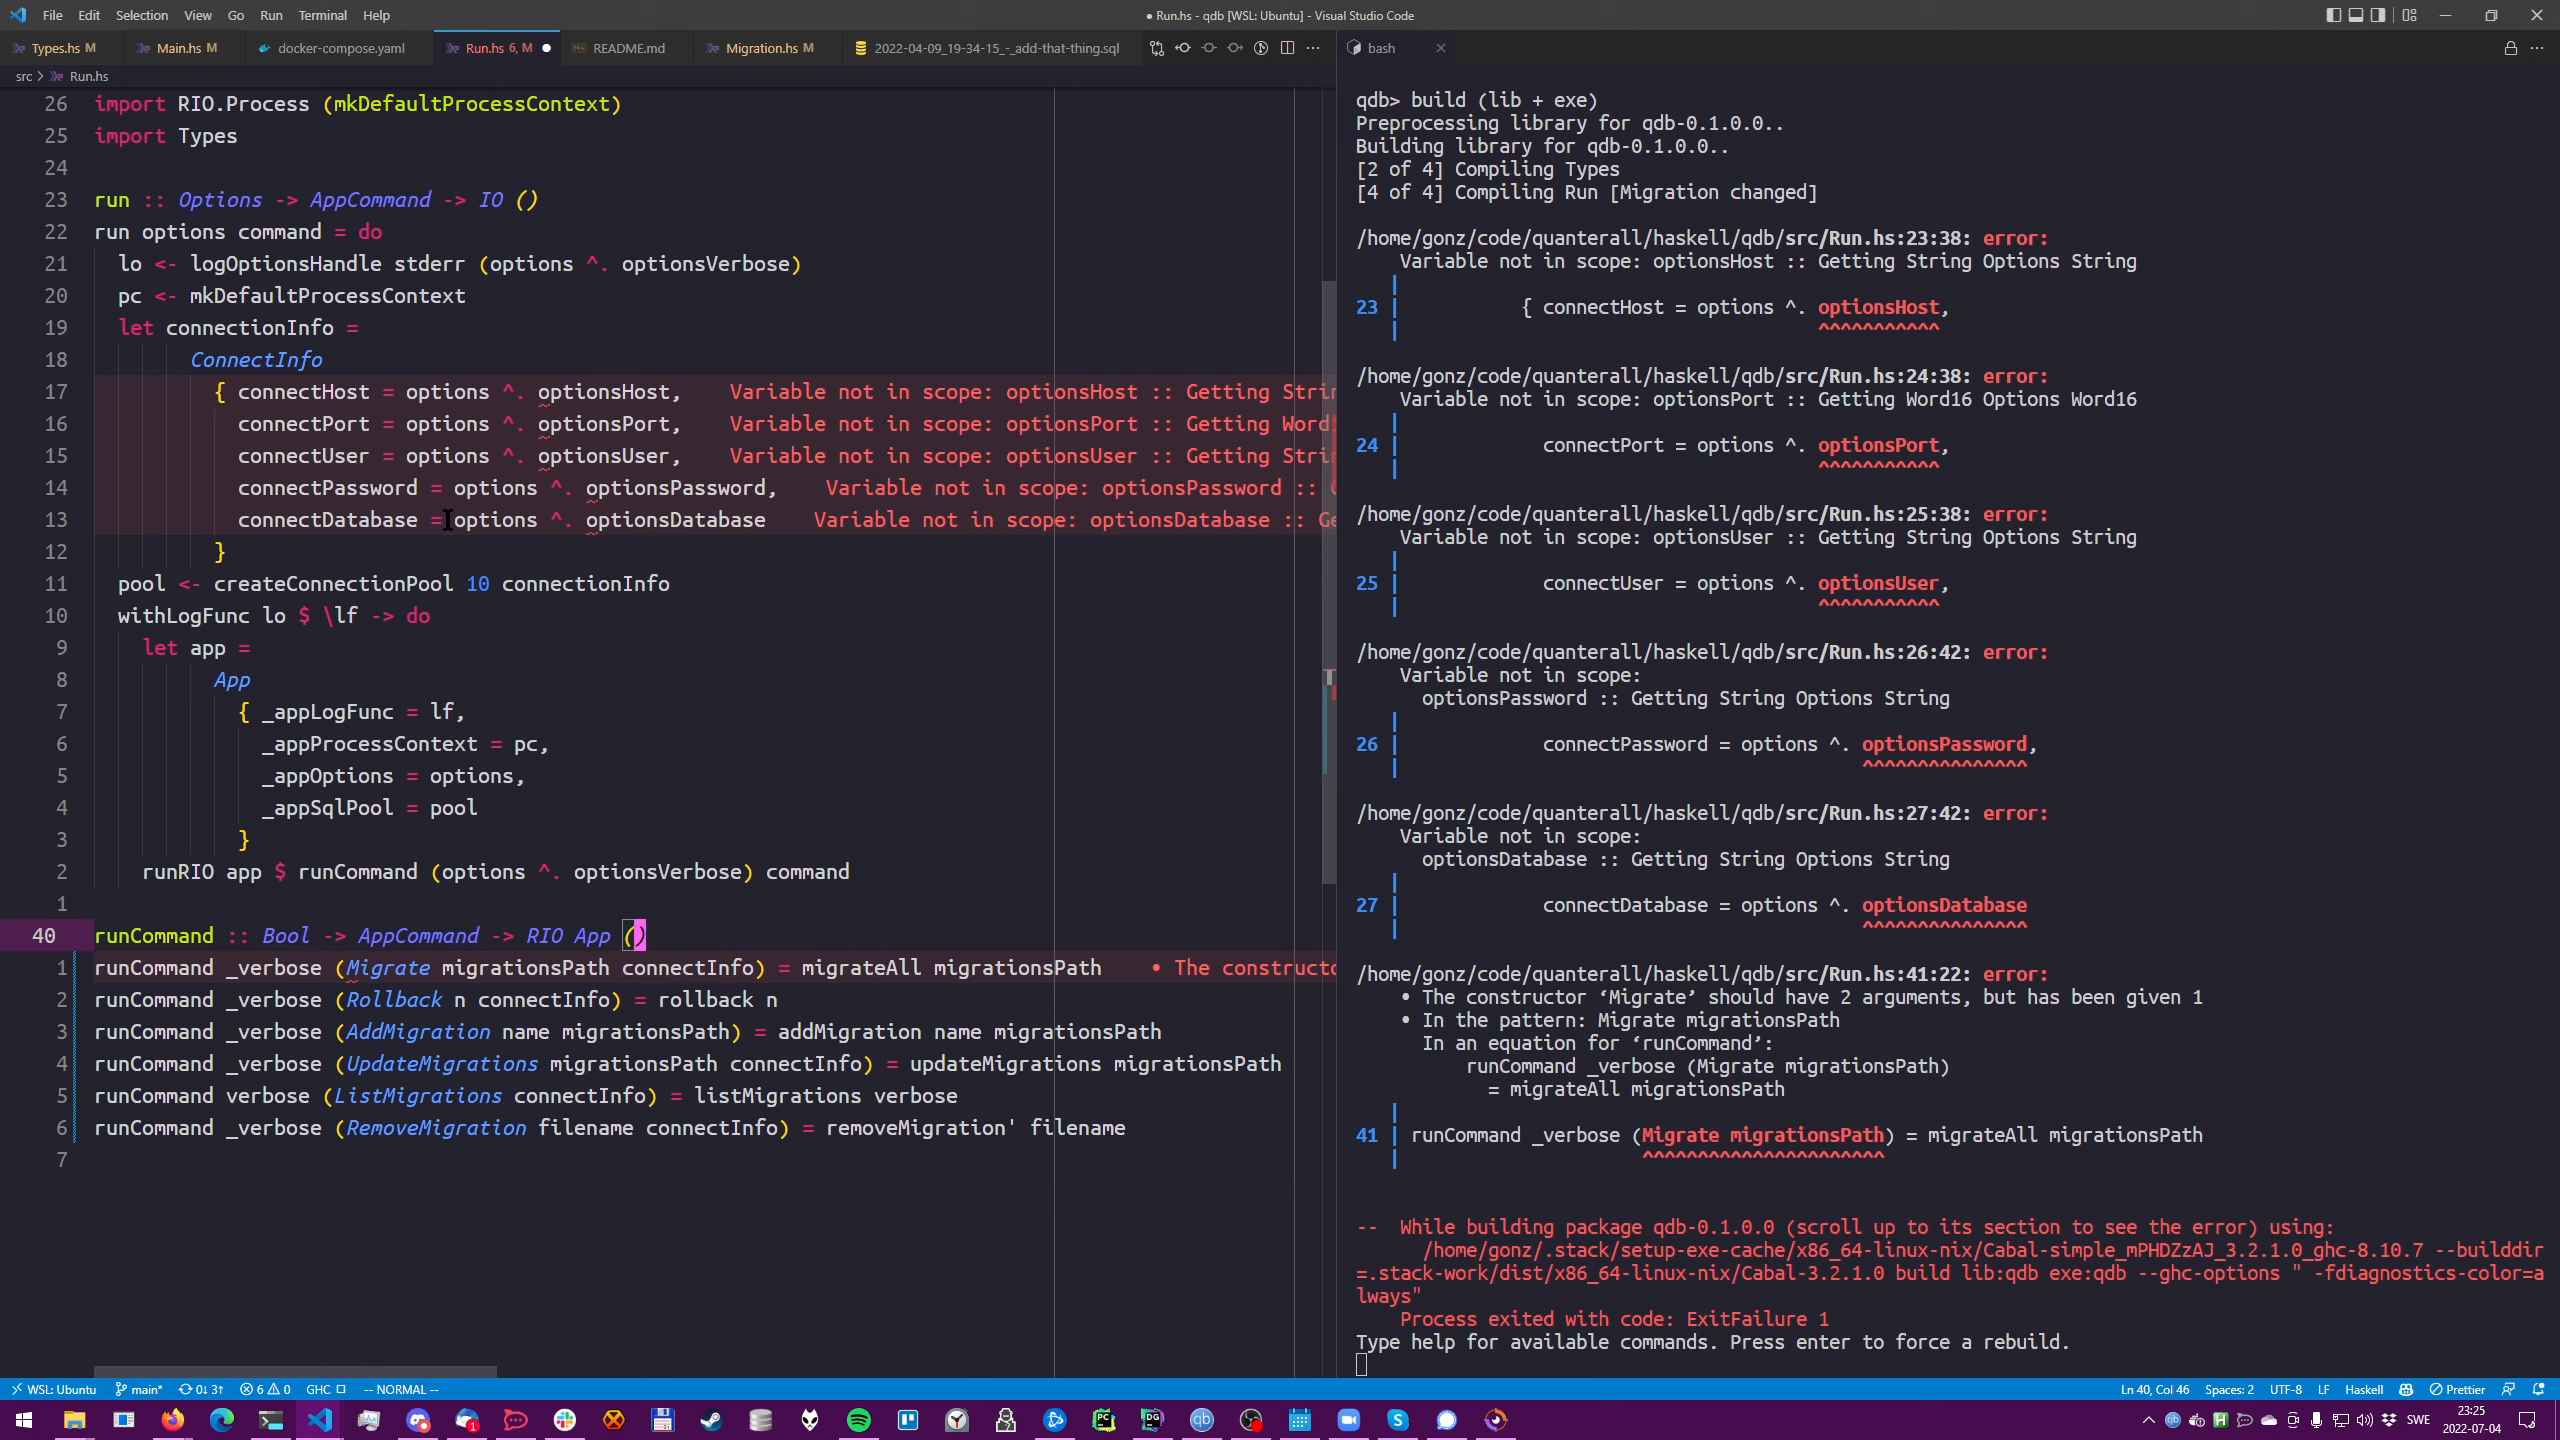 File Edit Selection View Go Run Terminal Help
● Run.hs - qdb [WSL: Ubuntu] - Visual Studio Code
Types.hs M
Main.hs M
docker-compose.yaml
Run.hs 6, M
README.md
Migration.hs M
2022-04-09_19-34-15_-_add-that-thing.sql
src > Run.hs
26 import RIO.Process (mkDefaultProcessContext)
25 import Types
24
23 run :: Options -> AppCommand -> IO ()
22 run options command = do
21 lo <- logOptionsHandle stderr (options ^. optionsVerbose)
20 pc <- mkDefaultProcessContext
19 let connectionInfo =
18 ConnectInfo
17 { connectHost = options ^. optionsHost, Variable not in scope: optionsHost :: Getting Strin
16 connectPort = options ^. optionsPort, Variable not in scope: optionsPort :: Getting Word
15 connectUser = options ^. optionsUser, Variable not in scope: optionsUser :: Getting Strin
14 connectPassword = options ^. optionsPassword, Variable not in scope: optionsPassword ::
13 connectDatabase = options ^. optionsDatabase Variable not in scope: optionsDatabase :: Ge
12 }
11 pool <- createConnectionPool 10 connectionInfo
10 withLogFunc lo $ \lf -> do
9 let app =
8 App
7 { _appLogFunc = lf,
6 _appProcessContext = pc,
5 _appOptions = options,
4 _appSqlPool = pool
3 }
2 runRIO app $ runCommand (options ^. optionsVerbose) command
1
40 runCommand :: Bool -> AppCommand -> RIO App ()
1 runCommand _verbose (Migrate migrationsPath connectInfo) = migrateAll migrationsPath • The constructo
2 runCommand _verbose (Rollback n connectInfo) = rollback n
3 runCommand _verbose (AddMigration name migrationsPath) = addMigration name migrationsPath
4 runCommand _verbose (UpdateMigrations migrationsPath connectInfo) = updateMigrations migrationsPath
5 runCommand verbose (ListMigrations connectInfo) = listMigrations verbose
6 runCommand _verbose (RemoveMigration filename connectInfo) = removeMigration' filename
7
bash
qdb> build (lib + exe)
Preprocessing library for qdb-0.1.0.0..
Building library for qdb-0.1.0.0..
[2 of 4] Compiling Types
[4 of 4] Compiling Run [Migration changed]
/home/gonz/code/quanterall/haskell/qdb/src/Run.hs:23:38: error:
Variable not in scope: optionsHost :: Getting String Options String
|
23 | { connectHost = options ^. optionsHost,
| ^^^^^^^^^^^
/home/gonz/code/quanterall/haskell/qdb/src/Run.hs:24:38: error:
Variable not in scope: optionsPort :: Getting Word16 Options Word16
|
24 | connectPort = options ^. optionsPort,
| ^^^^^^^^^^^
/home/gonz/code/quanterall/haskell/qdb/src/Run.hs:25:38: error:
Variable not in scope: optionsUser :: Getting String Options String
|
25 | connectUser = options ^. optionsUser,
| ^^^^^^^^^^^
/home/gonz/code/quanterall/haskell/qdb/src/Run.hs:26:42: error:
Variable not in scope:
optionsPassword :: Getting String Options String
|
26 | connectPassword = options ^. optionsPassword,
| ^^^^^^^^^^^^^^^
/home/gonz/code/quanterall/haskell/qdb/src/Run.hs:27:42: error:
Variable not in scope:
optionsDatabase :: Getting String Options String
|
27 | connectDatabase = options ^. optionsDatabase
| ^^^^^^^^^^^^^^^
/home/gonz/code/quanterall/haskell/qdb/src/Run.hs:41:22: error:
• The constructor ‘Migrate’ should have 2 arguments, but has been given 1
• In the pattern: Migrate migrationsPath
In an equation for ‘runCommand’:
runCommand _verbose (Migrate migrationsPath)
= migrateAll migrationsPath
|
41 | runCommand _verbose (Migrate migrationsPath) = migrateAll migrationsPath
| ^^^^^^^^^^^^^^^^^^^^^^
-- While building package qdb-0.1.0.0 (scroll up to its section to see the error) using:
/home/gonz/.stack/setup-exe-cache/x86_64-linux-nix/Cabal-simple_mPHDZzAJ_3.2.1.0_ghc-8.10.7 --builddir
=.stack-work/dist/x86_64-linux-nix/Cabal-3.2.1.0 build lib:qdb exe:qdb --ghc-options " -fdiagnostics-color=a
lways"
Process exited with code: ExitFailure 1
Type help for available commands. Press enter to force a rebuild.
WSL: Ubuntu main* 0↓ 3↑ 6 0 GHC -- NORMAL --
Ln 40, Col 46 Spaces: 2 UTF-8 LF Haskell Prettier
SWE
23:25
2022-07-04